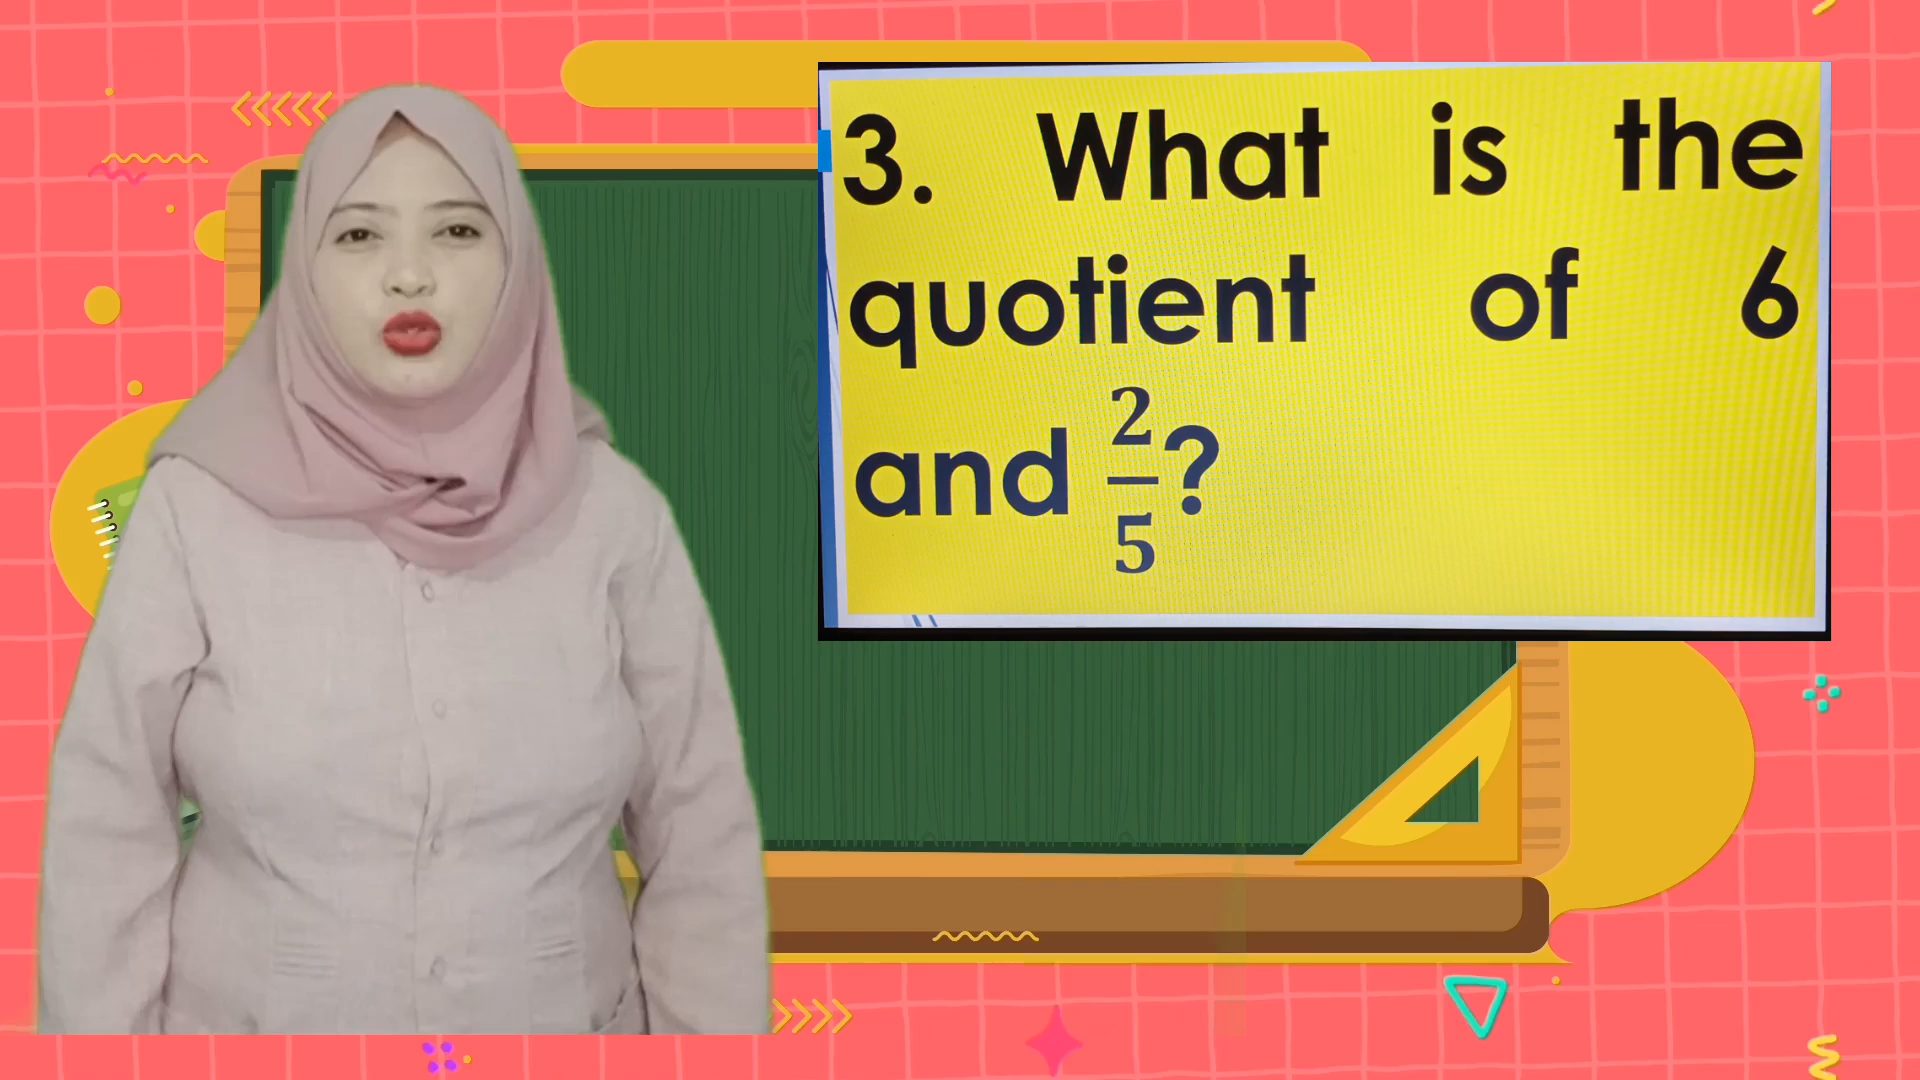 3. What is the
quotient of 6
and 2/5?